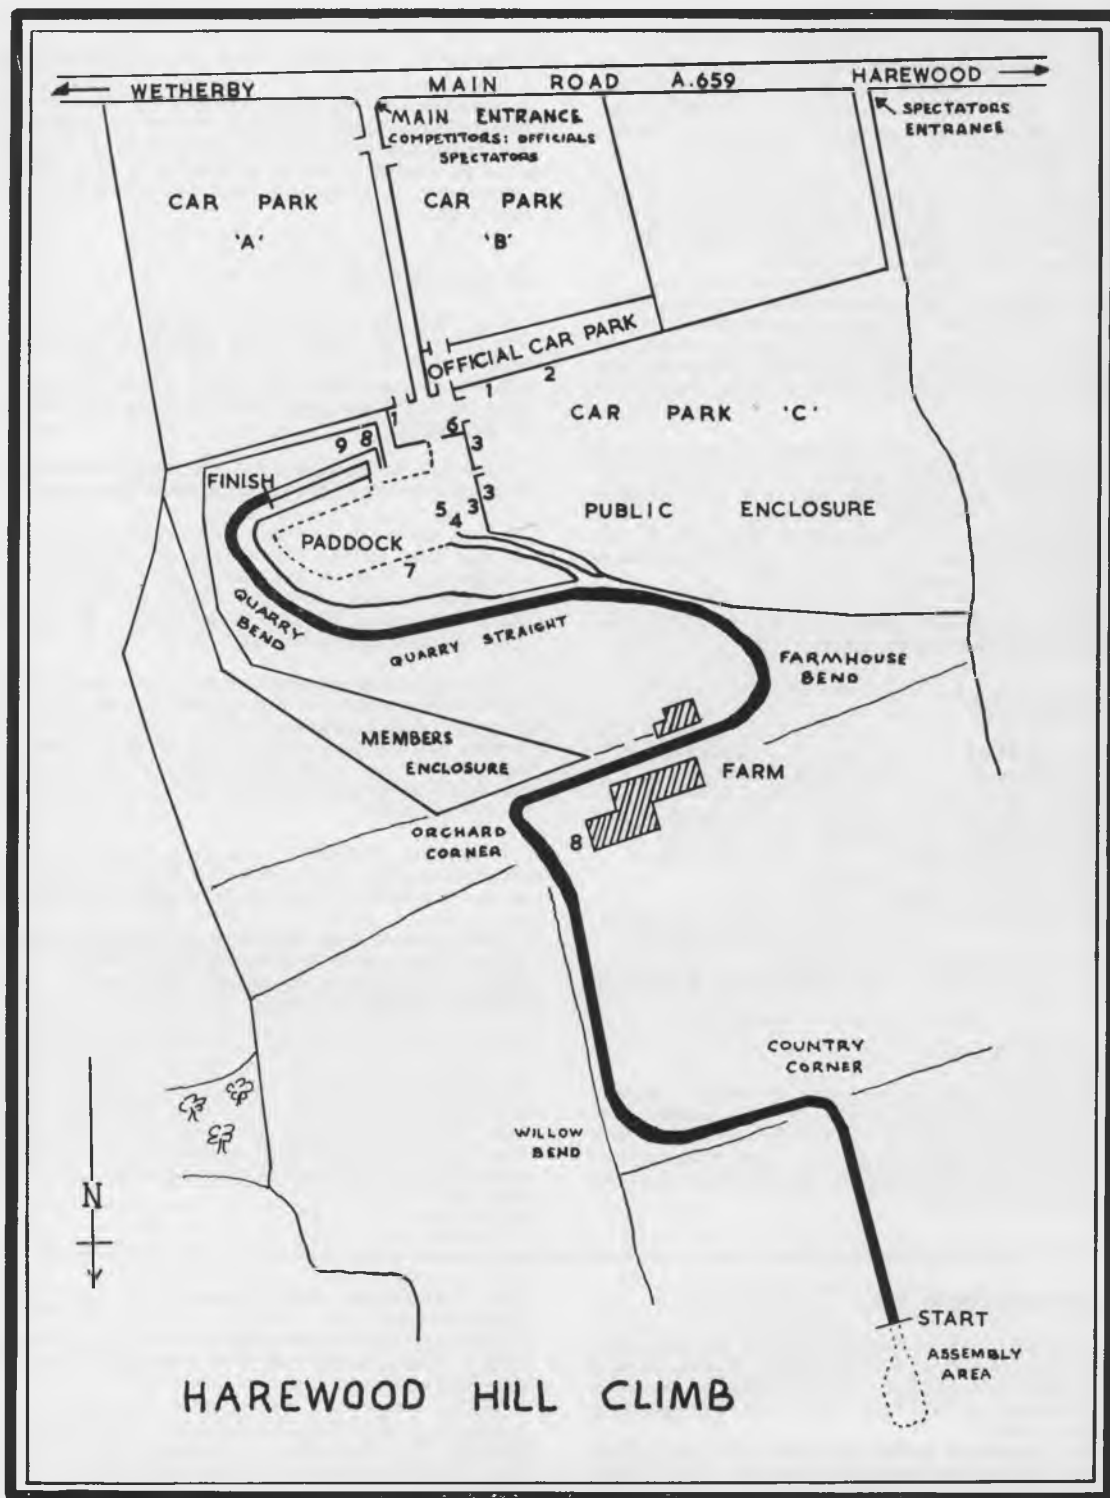 WETHERBY
MAIN ROAD A.659
HAREWOOD
MAIN ENTRANCE
COMPETITORS: OFFICIALS
SPECTATORS
SPECTATORS
ENTRANCE
CAR PARK
'A'
CAR PARK
'B'
OFFICIAL CAR PARK
1
2
CAR PARK 'C'
1
6
3
9
8
FINISH
3
5
3
4
PUBLIC ENCLOSURE
PADDOCK
7
QUARRY
BEND
QUARRY STRAIGHT
FARMHOUSE
BEND
MEMBERS
ENCLOSURE
FARM
ORCHARD
CORNER
8
COUNTRY
CORNER
WILLOW
BEND
N
START
ASSEMBLY
AREA
HAREWOOD HILL CLIMB